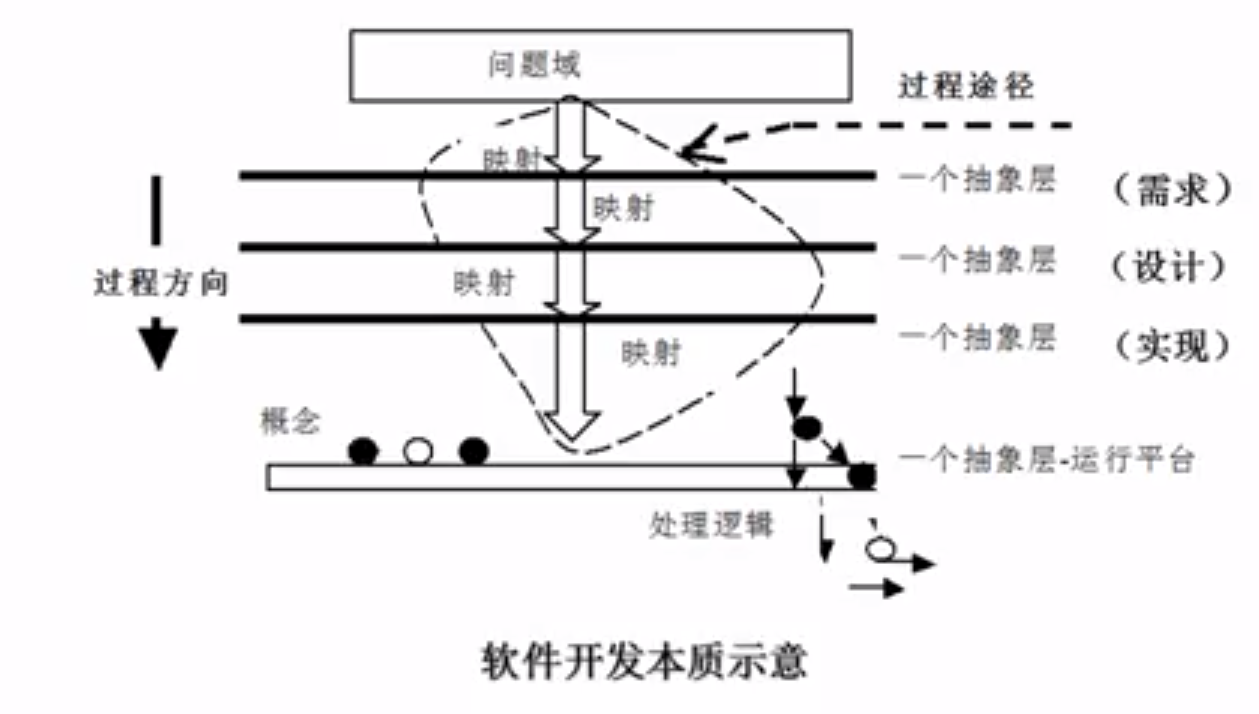 问题域
过程途径
映射
一个抽象层 （需求）
映射
一个抽象层 （设计）
过程方向
映射
一个抽象层 （实现）
映射
概念
一个抽象层-运行平台
处理逻辑
软件开发本质示意